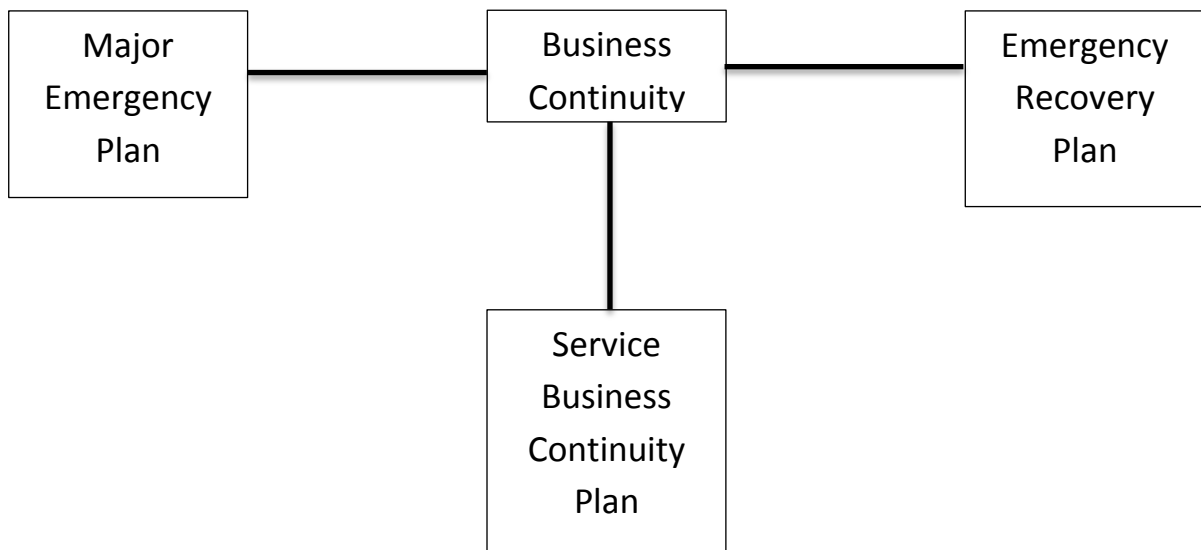 Major
Emergency
Plan
Business
Continuity
Emergency
Recovery
Plan
Service
Business
Continuity
Plan